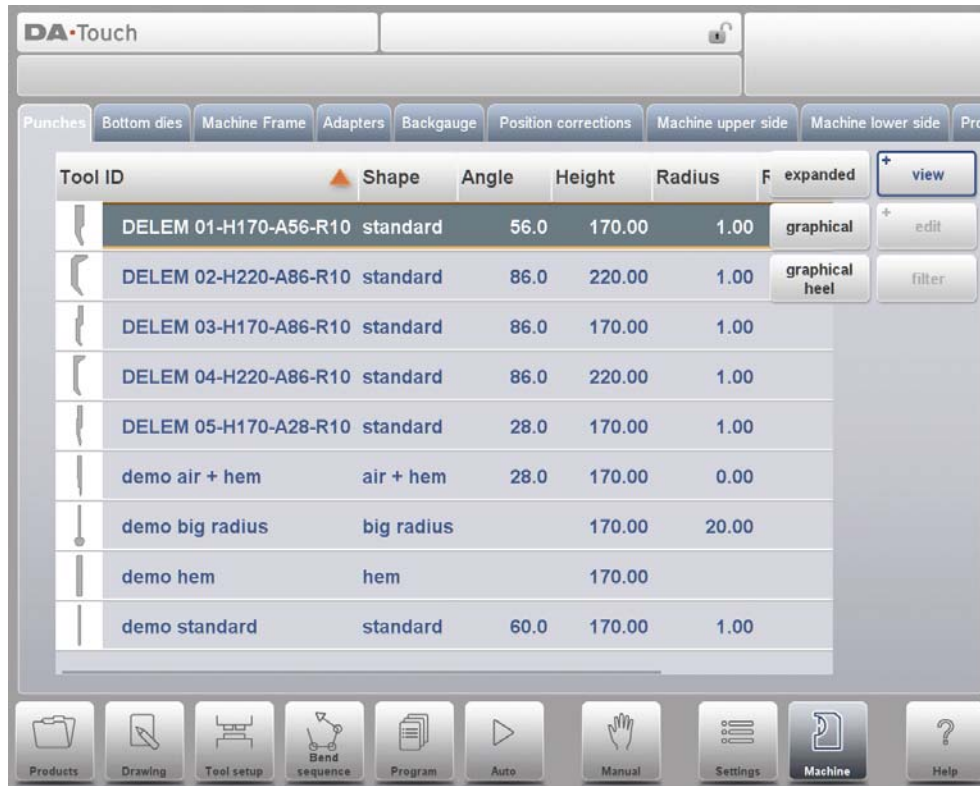 DA·Touch
Punches Bottom dies Machine Frame Adapters Backgauge Position corrections Machine upper side Machine lower side Pro
Tool ID Shape Angle Height Radius R expanded view
DELEM 01-H170-A56-R10 standard 56.0 170.00 1.00 graphical edit
DELEM 02-H220-A86-R10 standard 86.0 220.00 1.00 graphical heel filter
DELEM 03-H170-A86-R10 standard 86.0 170.00 1.00
DELEM 04-H220-A86-R10 standard 86.0 220.00 1.00
DELEM 05-H170-A28-R10 standard 28.0 170.00 1.00
demo air + hem air + hem 28.0 170.00 0.00
demo big radius big radius 170.00 20.00
demo hem hem 170.00
demo standard standard 60.0 170.00 1.00
Products Drawing Tool setup Bend sequence Program Auto Manual Settings Machine Help